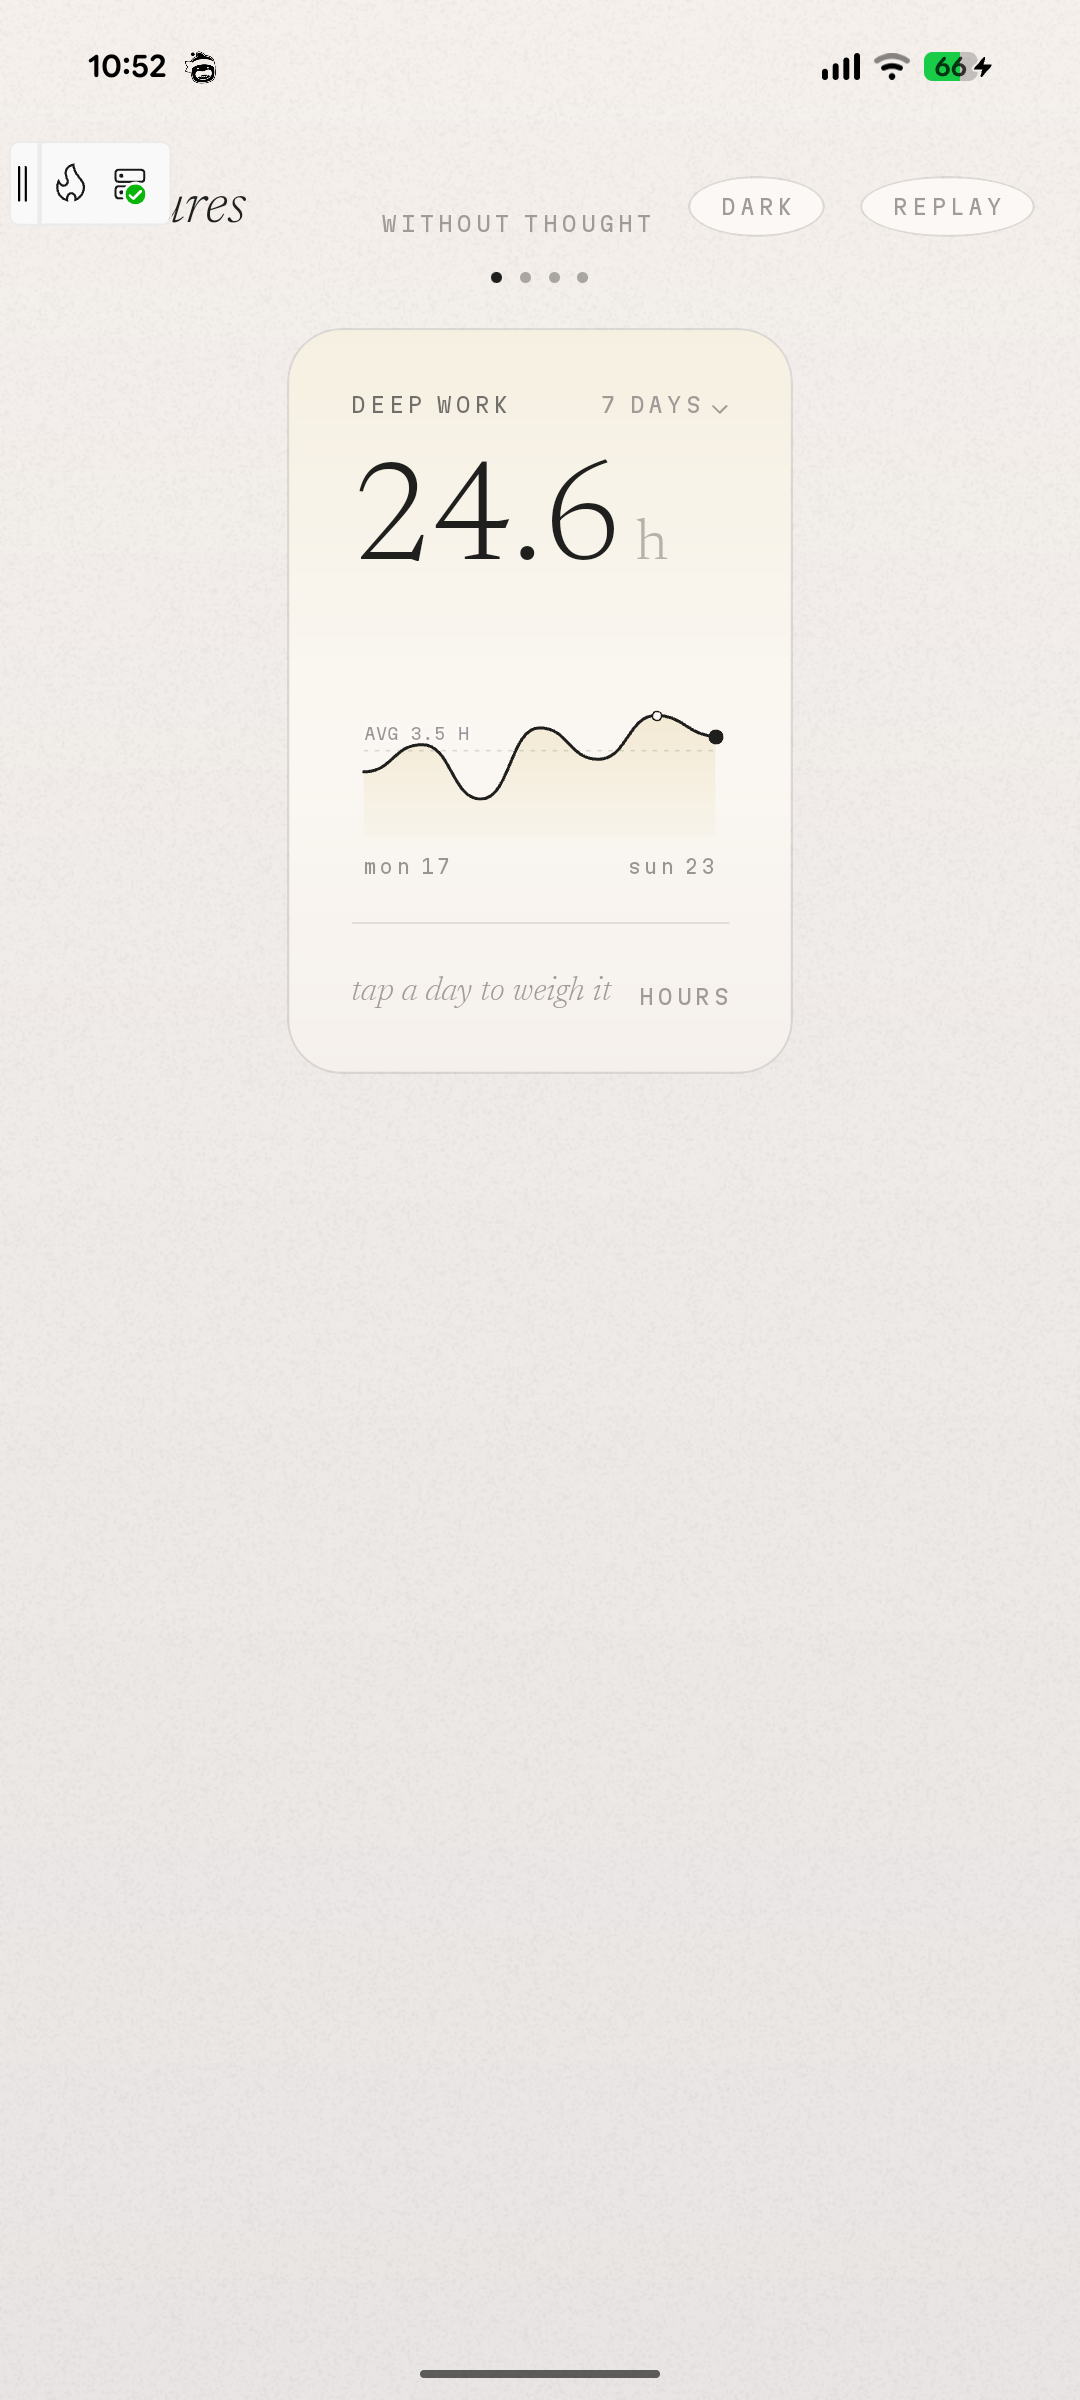 10:52
66
WITHOUT THOUGHT
DARK
REPLAY
DEEP WORK
7 DAYS
24.6 h
AVG 3.5 H
mon 17
sun 23
tap a day to weigh it
HOURS